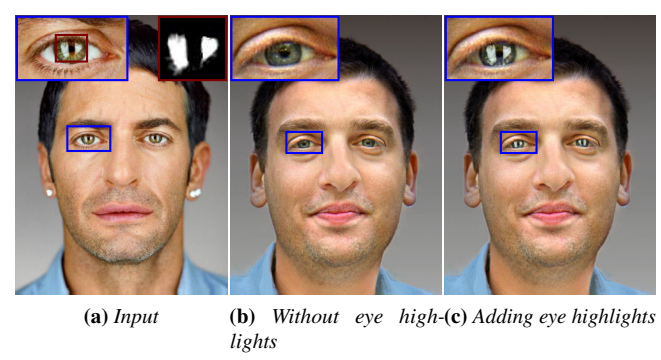 (a) Input
(b) Without eye high-
lights
(c) Adding eye highlights